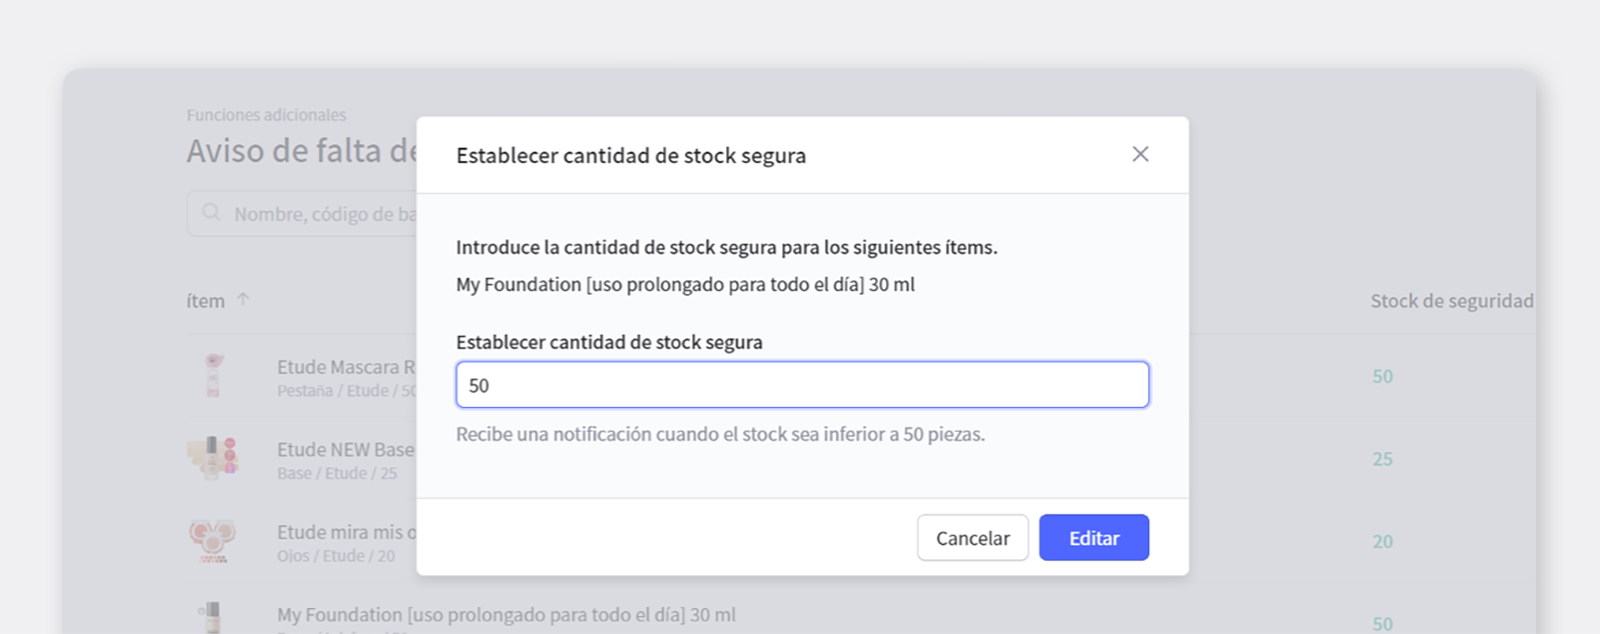 Funciones adicionales
Aviso de falta de
Nombre, código de ba
ítem
Stock de seguridad
Etude Mascara R
Pestaña / Etude / 50
50
Etude NEW Base
Base / Etude / 25
25
Etude mira mis o
Ojos / Etude / 20
20
My Foundation [uso prolongado para todo el día] 30 ml
50
Establecer cantidad de stock segura
Introduce la cantidad de stock segura para los siguientes ítems.
My Foundation [uso prolongado para todo el día] 30 ml
Establecer cantidad de stock segura
50
Recibe una notificación cuando el stock sea inferior a 50 piezas.
Cancelar
Editar